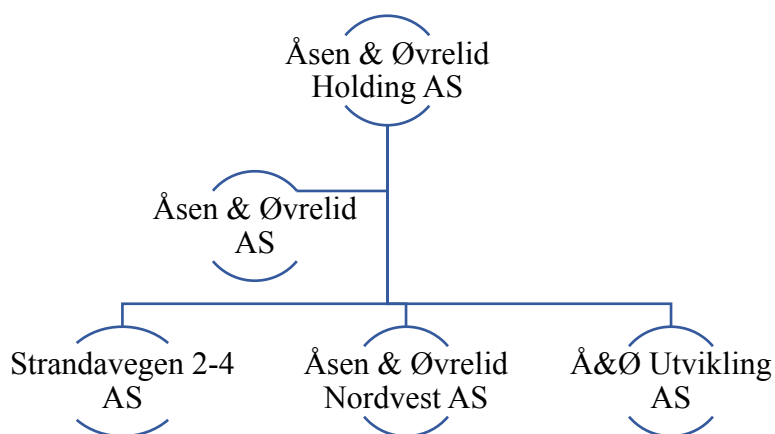 Åsen & Øvrelid
Holding AS
Åsen & Øvrelid
AS
Strandavegen 2-4
AS
Åsen & Øvrelid
Nordvest AS
Å&Ø Utvikling
AS